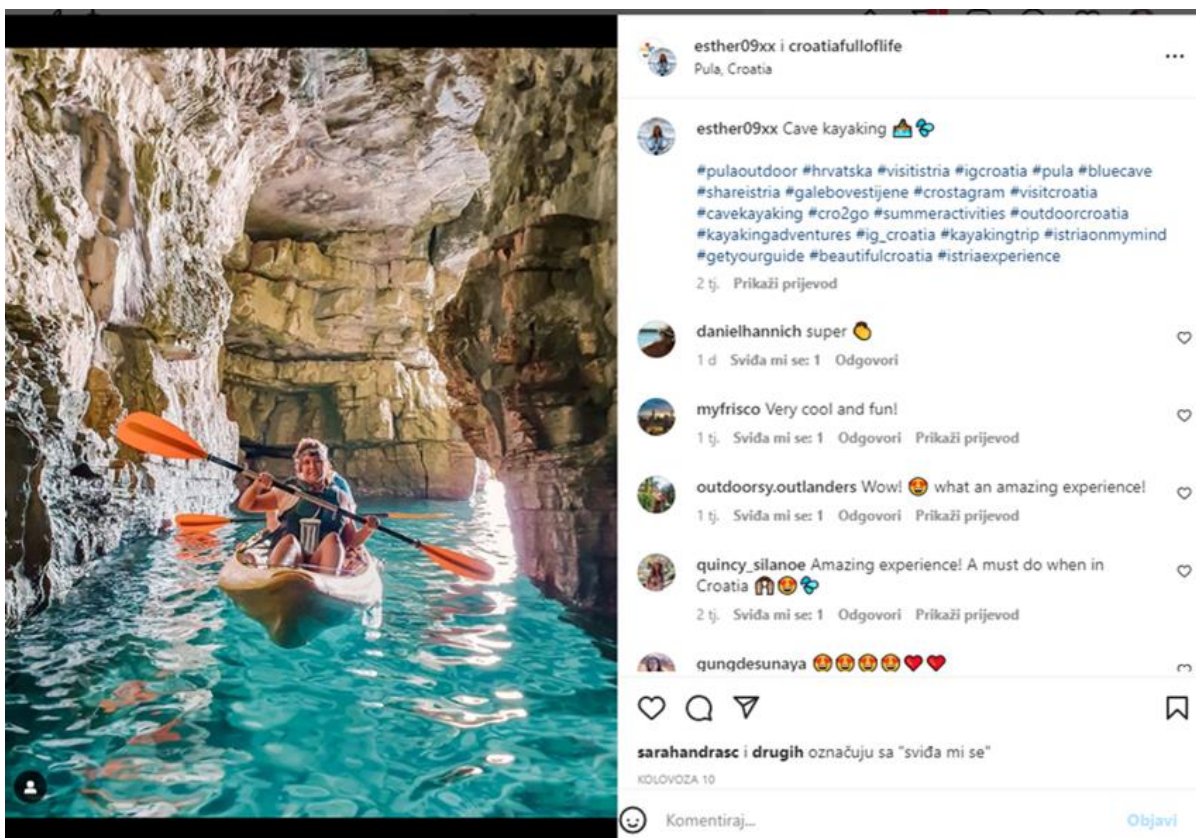 esther09xx i croatiafulloflife
Pula, Croatia
esther09xx Cave kayaking
#pulaoutdoor #hrvatska #visitistria #igcroatia #pula #bluecave
#shareistria #galebovestijene #crostagram #visitcroatia
#cavekayaking #cro2go #summeractivities #outdoorcroatia
#kayakingadventures #ig_croatia #kayakingtrip #istriaonmymind
#getyourguide #beautifulcroatia #istriaexperience
2 tj. Prikaži prijevod
danielhannich super
1 d Sviđa mi se: 1 Odgovori
myfrisco Very cool and fun!
1 tj. Sviđa mi se: 1 Odgovori Prikaži prijevod
outdoorsy.outlanders Wow! 😍 what an amazing experience!
1 tj. Sviđa mi se: 1 Odgovori Prikaži prijevod
quincy_silanoe Amazing experience! A must do when in
Croatia
2 tj. Sviđa mi se: 1 Odgovori Prikaži prijevod
gungdesunaya 😍😍😍😍❤️❤️
sarahandrasc i drugih označuju sa "sviđa mi se"
KOLOVOZA 10
Komentiraj... Objavi